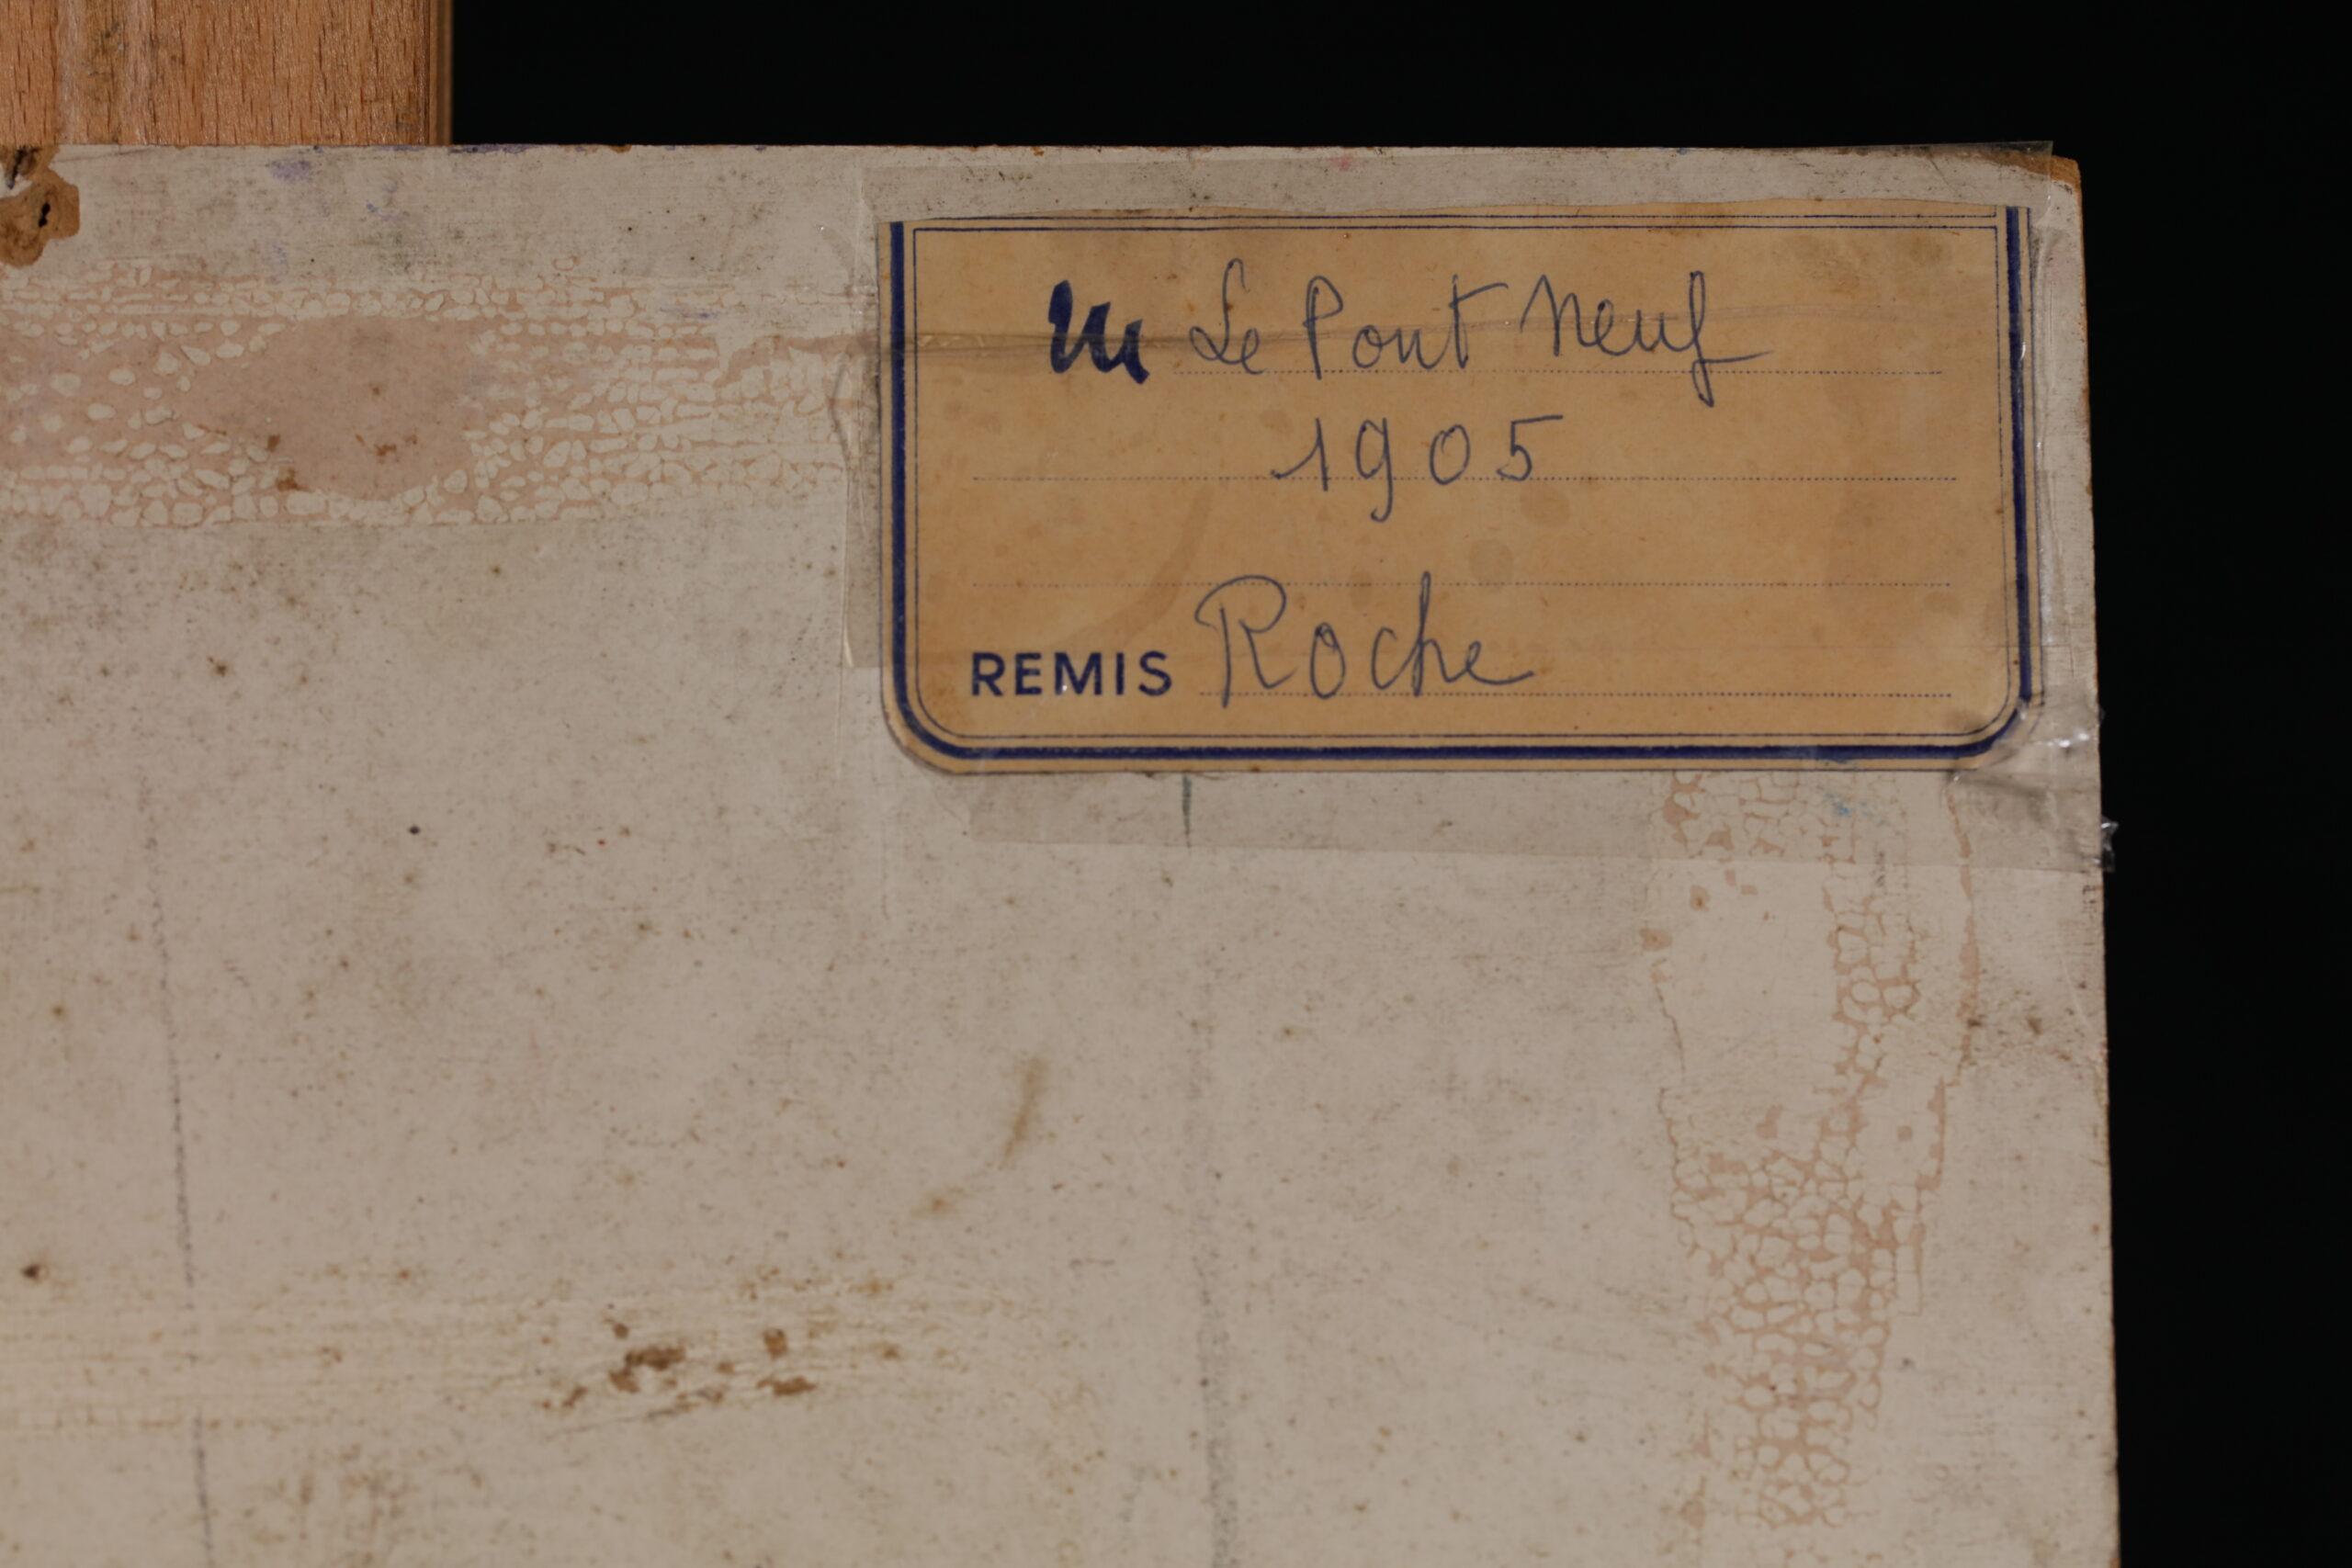 Le Pont Neuf
1905
REMIS Roche